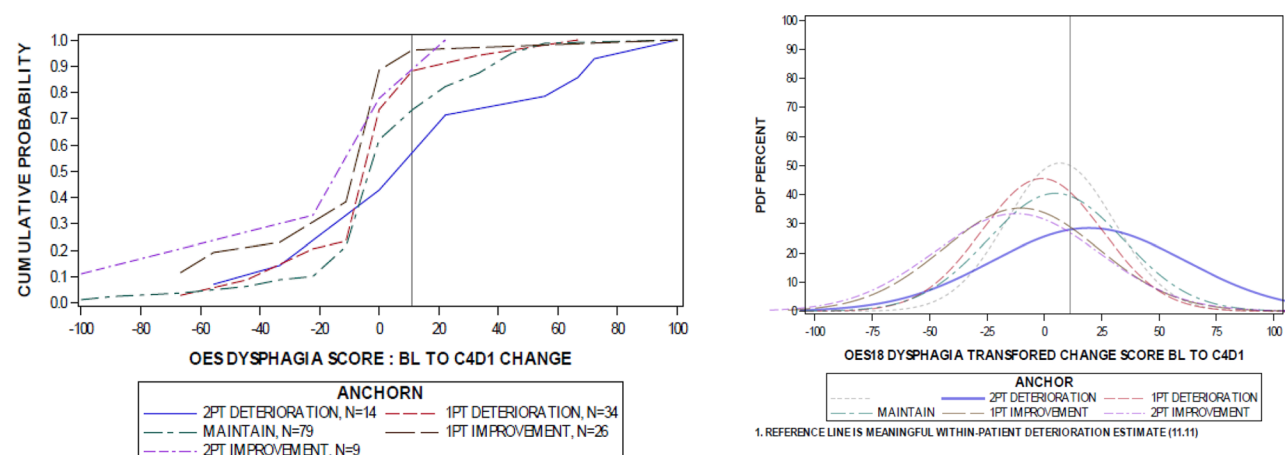 CUMULATIVE PROBABILITY
1.0
0.9
0.8
0.7
0.6
0.5
0.4
0.3
0.2
0.1
0.0
-100 -80 -60 -40 -20 0 20 40 60 80 100
OES DYSPHAGIA SCORE : BL TO C4D1 CHANGE
ANCHORN
2PT DETERIORATION, N=14 1PT DETERIORATION, N=34
MAINTAIN, N=79 1PT IMPROVEMENT, N=26
2PT IMPROVEMENT, N=9
PDF PERCENT
100
90
80
70
60
50
40
30
20
10
0
-100 -75 -50 -25 0 25 50 75 100
OES18 DYSPHAGIA TRANSFORED CHANGE SCORE BL TO C4D1
ANCHOR
2PT DETERIORATION 1PT DETERIORATION
MAINTAIN 1PT IMPROVEMENT 2PT IMPROVEMENT
1. REFERENCE LINE IS MEANINGFUL WITHIN-PATIENT DETERIORATION ESTIMATE (11.11)